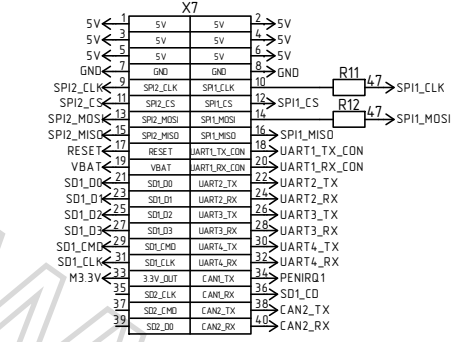 X7
5V 1 5V 5V 2 5V
5V 3 5V 5V 4 5V
5V 5 5V 5V 6 5V
GND 7 GND GND 8 GND
SPI2_CLK 9 SPI2_CLK SPI1_CLK 10 R11 47 SPI1_CLK
SPI2_CS 11 SPI2_CS SPI1_CS 12 SPI1_CS
SPI2_MOSI 13 SPI2_MOSI SPI1_MOSI 14 R12 47 SPI1_MOSI
SPI2_MISO 15 SPI2_MISO SPI1_MISO 16 SPI1_MISO
RESET 17 RESET UART1_TX_CON 18 UART1_TX_CON
VBAT 19 VBAT UART1_RX_CON 20 UART1_RX_CON
SD1_D0 21 SD1_D0 UART2_TX 22 UART2_TX
SD1_D1 23 SD1_D1 UART2_RX 24 UART2_RX
SD1_D2 25 SD1_D2 UART3_TX 26 UART3_TX
SD1_D3 27 SD1_D3 UART3_RX 28 UART3_RX
SD1_CMD 29 SD1_CMD UART4_TX 30 UART4_TX
SD1_CLK 31 SD1_CLK UART4_RX 32 UART4_RX
M3.3V 33 3.3V_OUT CAN1_TX 34 PENIRQ1
35 SD2_CLK CAN1_RX 36 SD1_CD
37 SD2_CMD CAN2_TX 38 CAN2_TX
39 SD2_D0 CAN2_RX 40 CAN2_RX